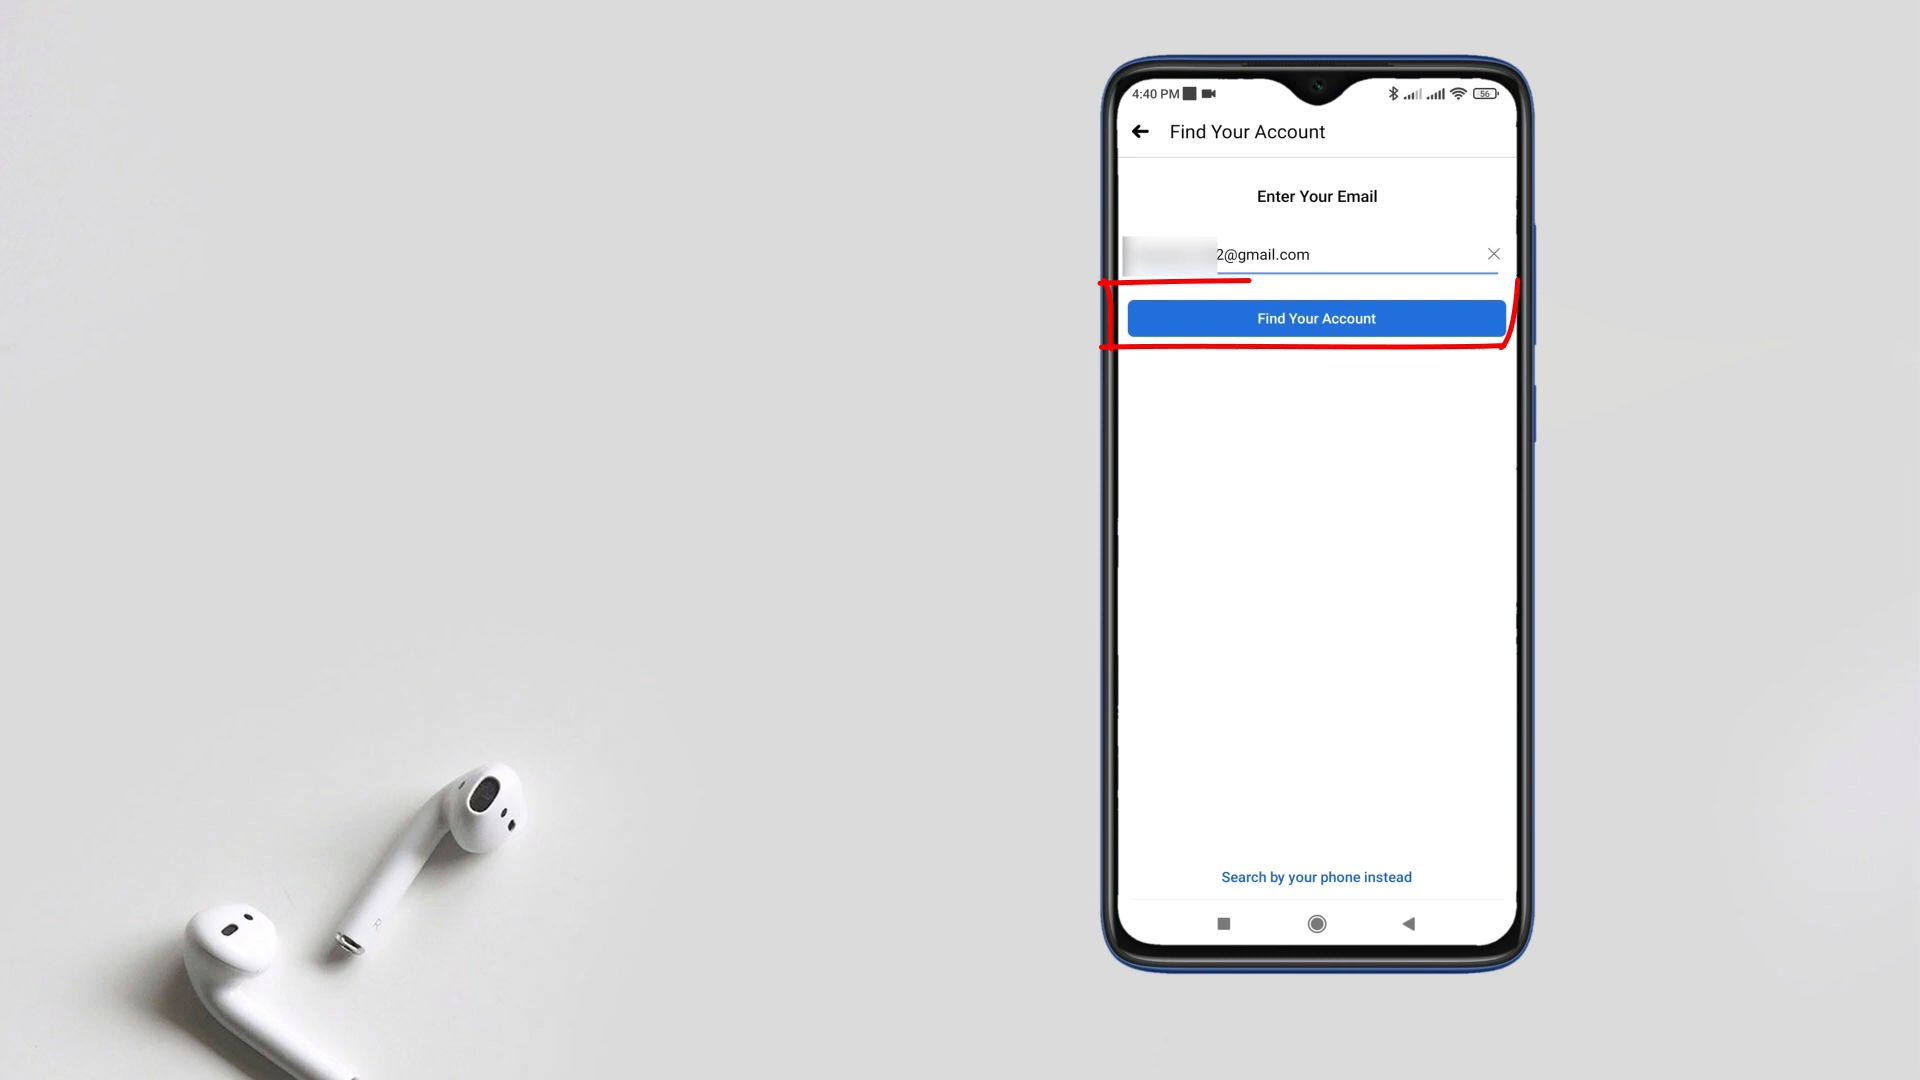 4:40 PM
56
Find Your Account
Enter Your Email
2@gmail.com
Find Your Account
Search by your phone instead
R